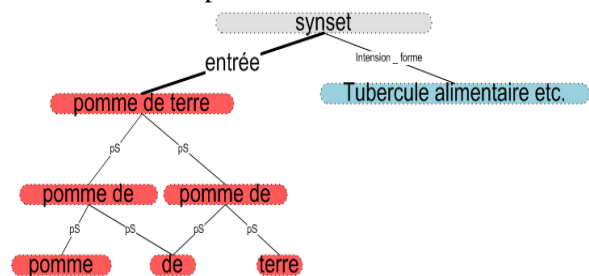 synset
entrée
Intension _ forme
pomme de terre
Tubercule alimentaire etc.
pS
pS
pomme de
pomme de
pS
pS
pS
pS
pomme
de
terre